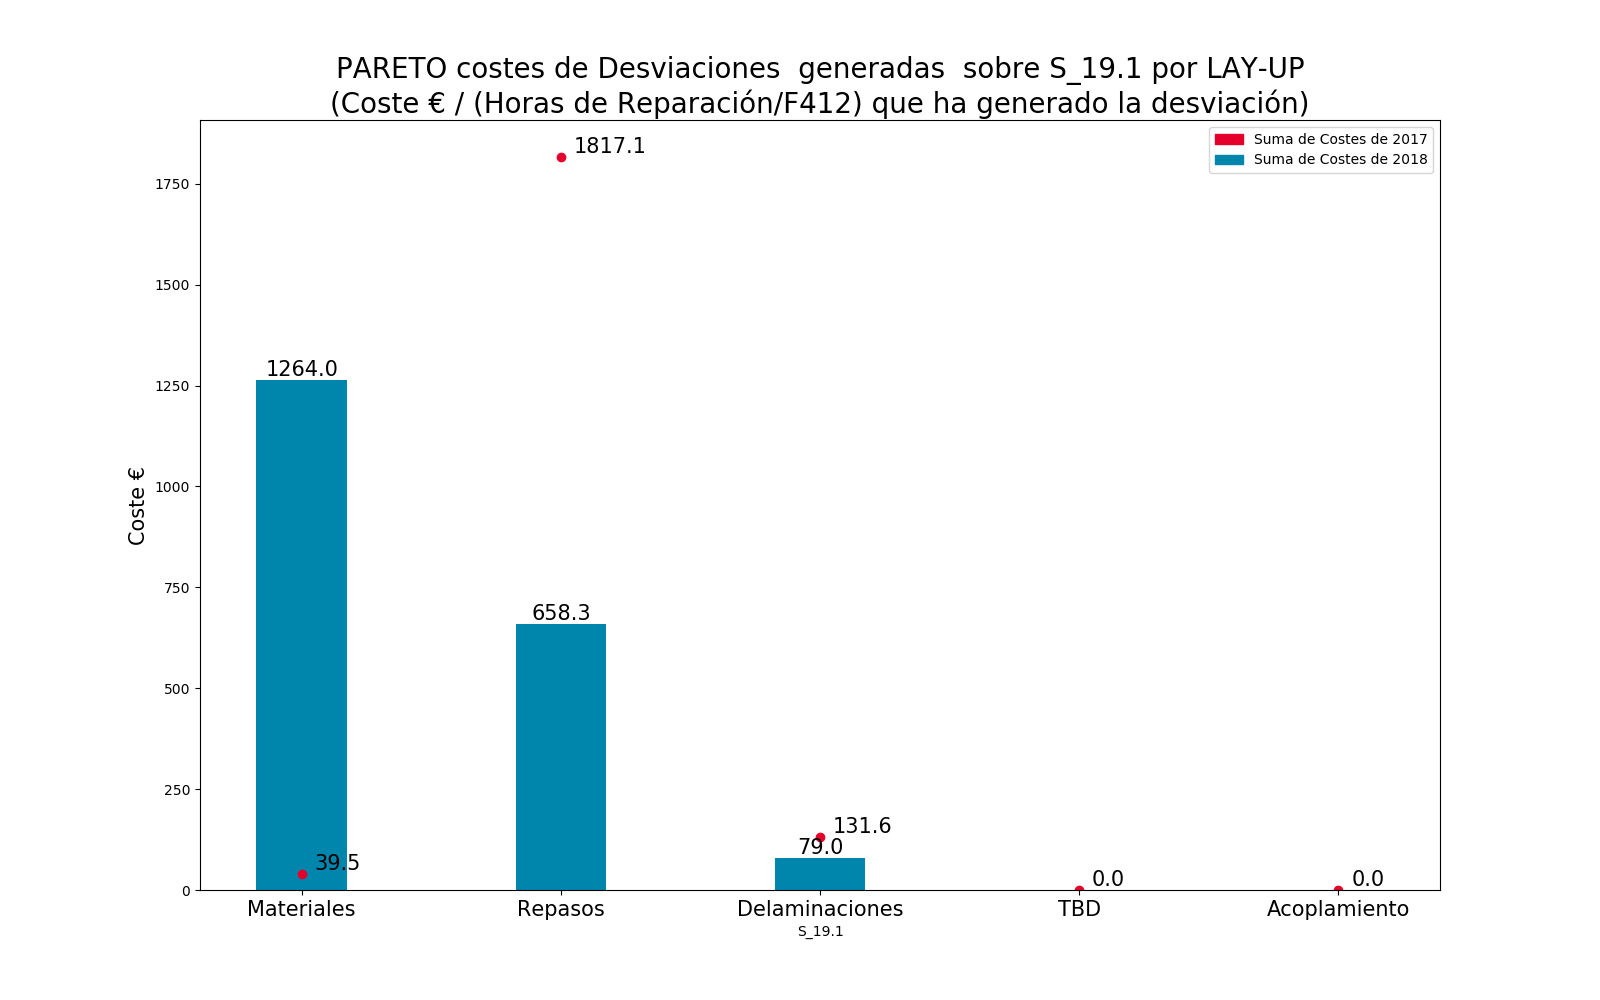 PARETO costes de Desviaciones  generadas  sobre S_19.1 por LAY-UP
(Coste € / (Horas de Reparación/F412) que ha generado la desviación)
Suma de Costes de 2017
Suma de Costes de 2018
Coste €
1750
1500
1250
1000
750
500
250
0
1817.1
1264.0
658.3
131.6
79.0
39.5
0.0
0.0
Materiales
Repasos
Delaminaciones
TBD
Acoplamiento
S_19.1